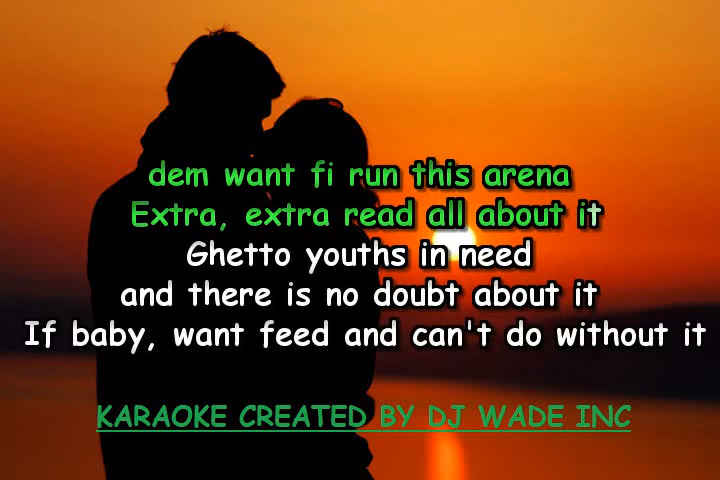 dem want fi run this arena
Extra, extra read all about it
Ghetto youths in need
and there is no doubt about it
If baby, want feed and can't do without it
KARAOKE CREATED BY DJ WADE INC